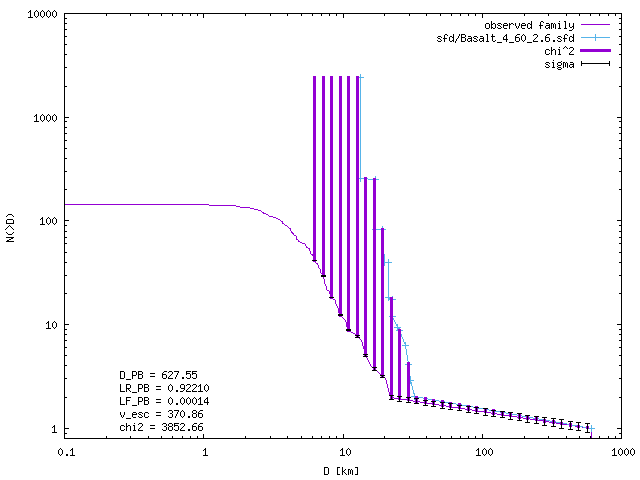 10000
observed family
sfd/Basalt_4_60_2.6.sfd
chi^2
sigma
1000
100
N(>D)
10
D_PB = 627.55
LR_PB = 0.92210
LF_PB = 0.00014
v_esc = 370.86
chi2 = 3852.66
1
0.1 1 10 100 1000
D [km]